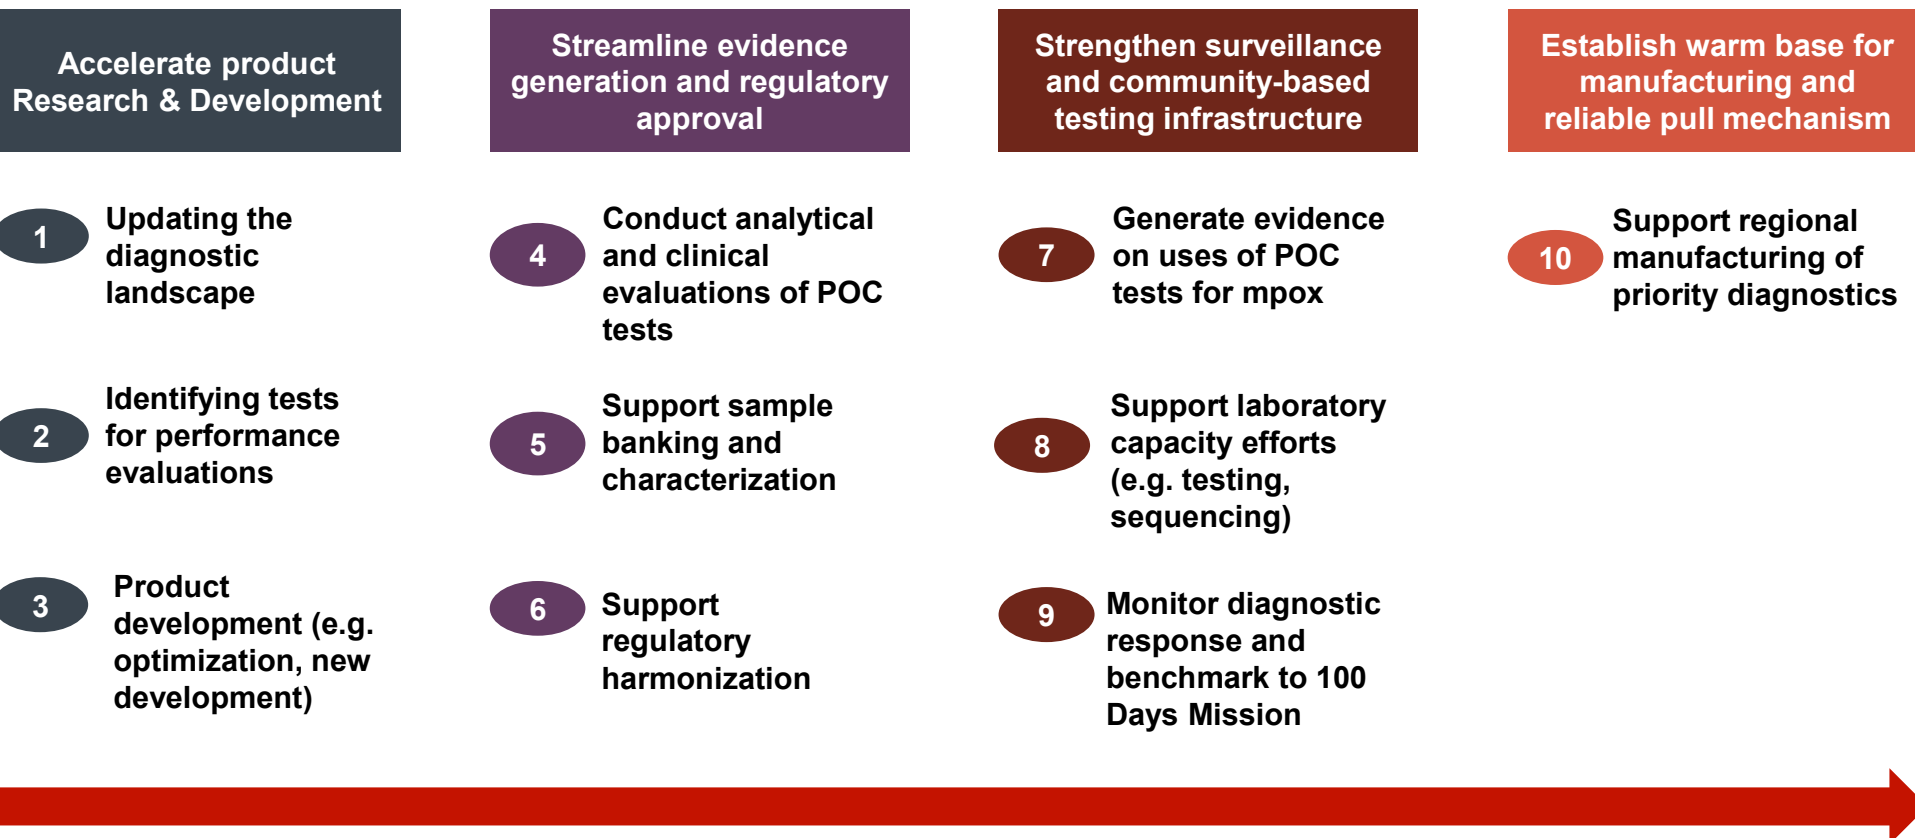 Accelerate product
Research & Development
Streamline evidence
generation and regulatory
approval
Strengthen surveillance
and community-based
testing infrastructure
Establish warm base for
manufacturing and
reliable pull mechanism
1
Updating the
diagnostic
landscape
2
Identifying tests
for performance
evaluations
3
Product
development (e.g.
optimization, new
development)
4
Conduct analytical
and clinical
evaluations of POC
tests
5
Support sample
banking and
characterization
6
Support
regulatory
harmonization
7
Generate evidence
on uses of POC
tests for mpox
8
Support laboratory
capacity efforts
(e.g. testing,
sequencing)
9
Monitor diagnostic
response and
benchmark to 100
Days Mission
10
Support regional
manufacturing of
priority diagnostics